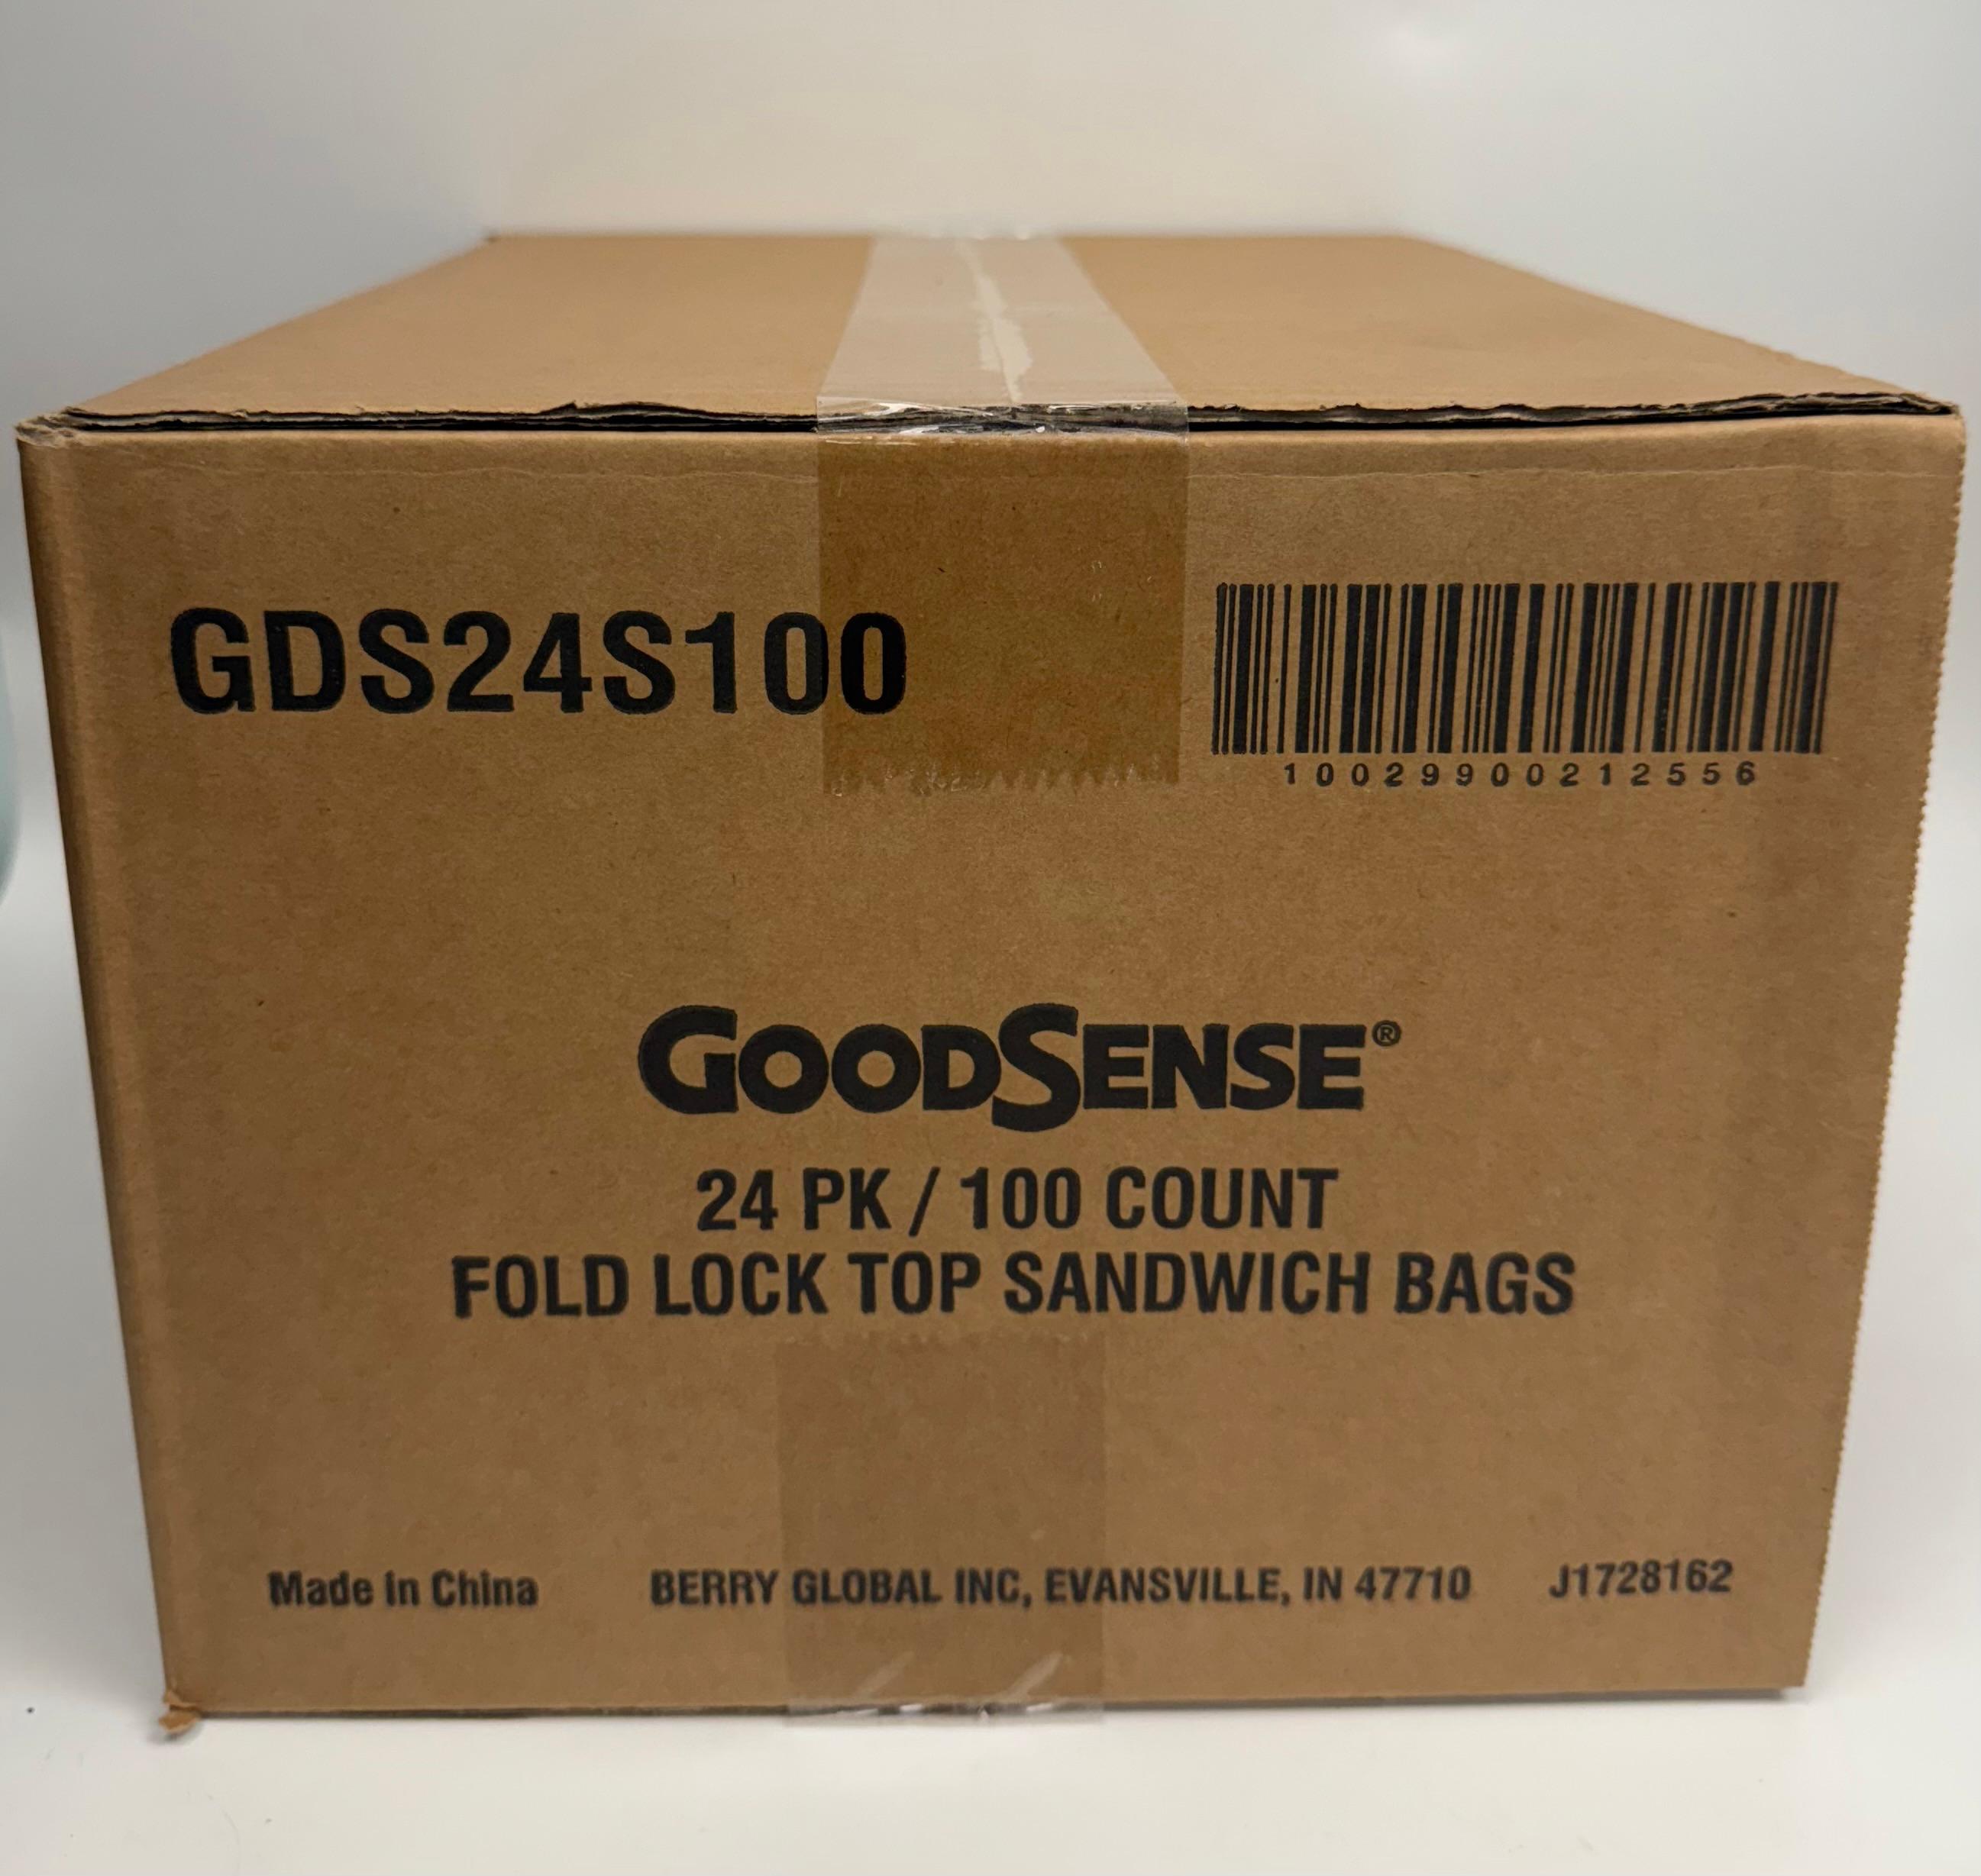 GDS24S100
10029900212556
GOODSENSE®
24 PK / 100 COUNT
FOLD LOCK TOP SANDWICH BAGS
Made in China BERRY GLOBAL INC, EVANSVILLE, IN 47710 J1728162